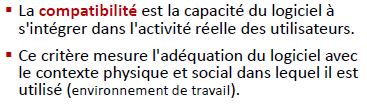 ▪ La compatibilité est la capacité du logiciel à
s'intégrer dans l'activité réelle des utilisateurs.
▪ Ce critère mesure l'adéquation du logiciel avec
le contexte physique et social dans lequel il est
utilisé (environnement de travail).